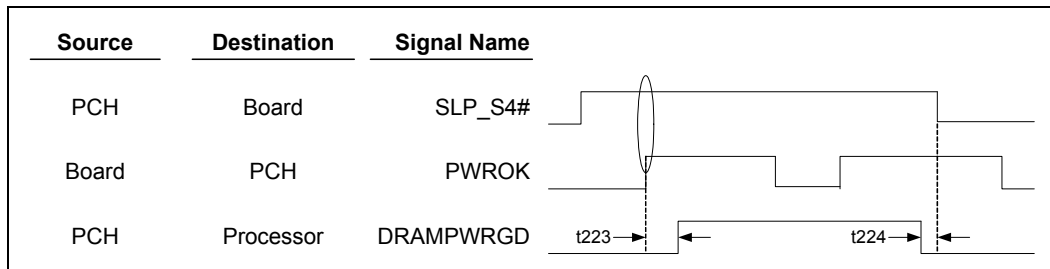 Source Destination Signal Name
PCH Board SLP_S4#
Board PCH PWROK
PCH Processor DRAMPWRGD t223 t224